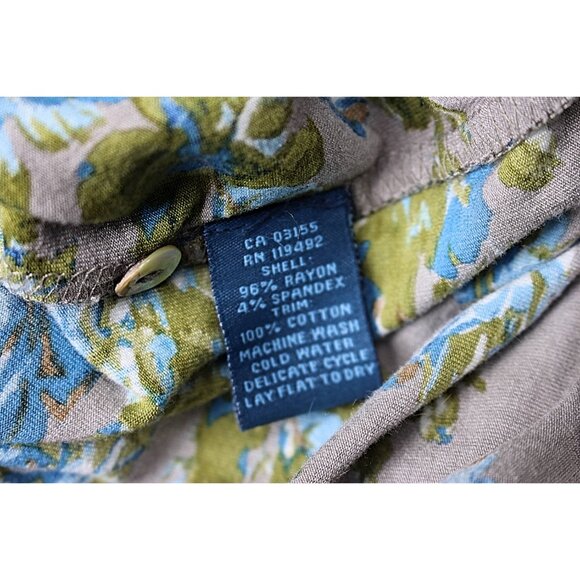 CA 03155
RN 119492
SHELL:
96% RAYON
4% SPANDEX
TRIM:
100% COTTON
MACHINE WASH
COLD WATER
DELICATE CYCLE
LAY FLAT TO DRY